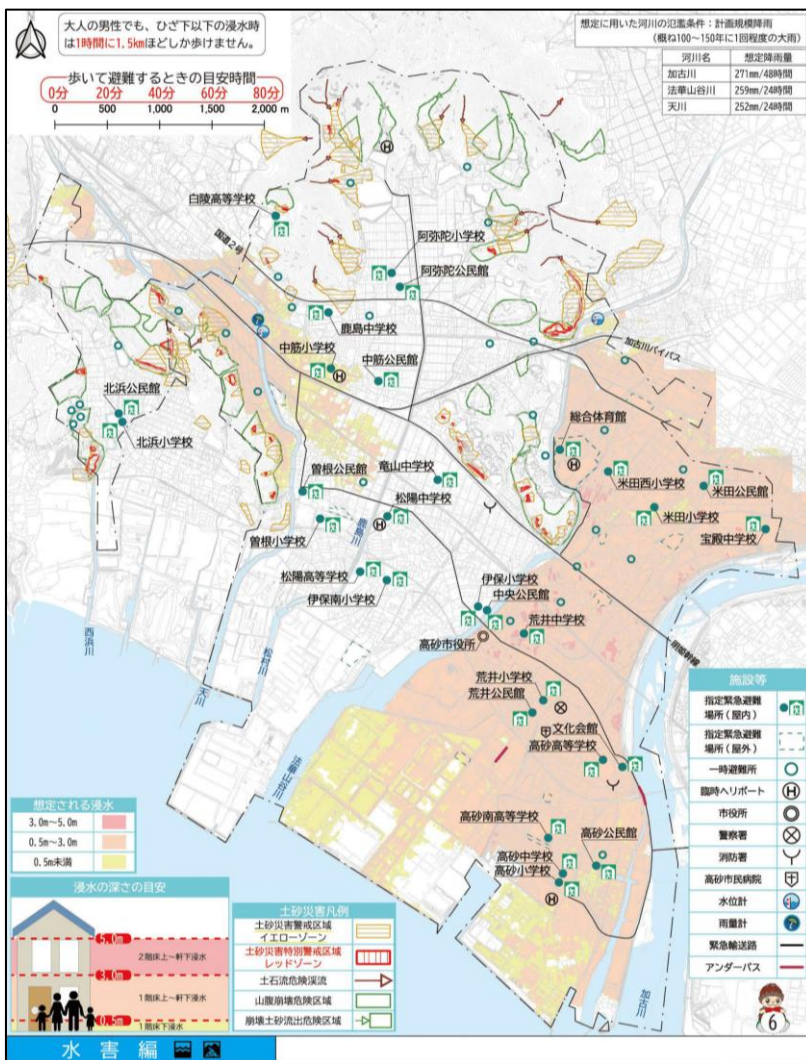 大人の男性でも、ひざ下以下の浸水時
は1時間に1.5kmほどしか歩けません。
歩いて避難するときの目安時間
0分 20分 40分 60分 80分
0 500 1,000 1,500 2,000 m
想定に用いた河川の氾濫条件：計画規模降雨
（概ね100～150年に1回程度の大雨）
河川名 想定降雨量
加古川 271mm/48時間
法華山谷川 259mm/24時間
天川 252mm/24時間
白陵高等学校
国道2号
阿弥陀小学校
阿弥陀公民館
鹿島中学校
加古川バイパス
中筋小学校
中筋公民館
北浜公民館
北浜小学校
総合体育館
曽根公民館
竜山中学校
米田西小学校
米田公民館
松陽中学校
米田小学校
鹿島川
宝殿中学校
曽根小学校
松陽高等学校
伊保南小学校
伊保小学校
中央公民館
荒井中学校
高砂市役所
明姫幹線
西浜川
天川
松村川
法華山谷川
荒井小学校
荒井公民館
文化会館
高砂高等学校
高砂南高等学校
高砂公民館
高砂中学校
高砂小学校
加古川
施設等
指定緊急避難
場所（屋内）
指定緊急避難
場所（屋外）
一時避難所
臨時ヘリポート
市役所
警察署
消防署
高砂市民病院
水位計
雨量計
緊急輸送路
アンダーパス
6
想定される浸水
3.0m～5.0m
0.5m～3.0m
0.5m未満
浸水の深さの目安
5.0m
2階床上～軒下浸水
3.0m
1階床上～軒下浸水
0.5m
1階床下浸水
土砂災害凡例
土砂災害警戒区域
イエローゾーン
土砂災害特別警戒区域
レッドゾーン
土石流危険渓流
山腹崩壊危険区域
崩壊土砂流出危険区域
水害編